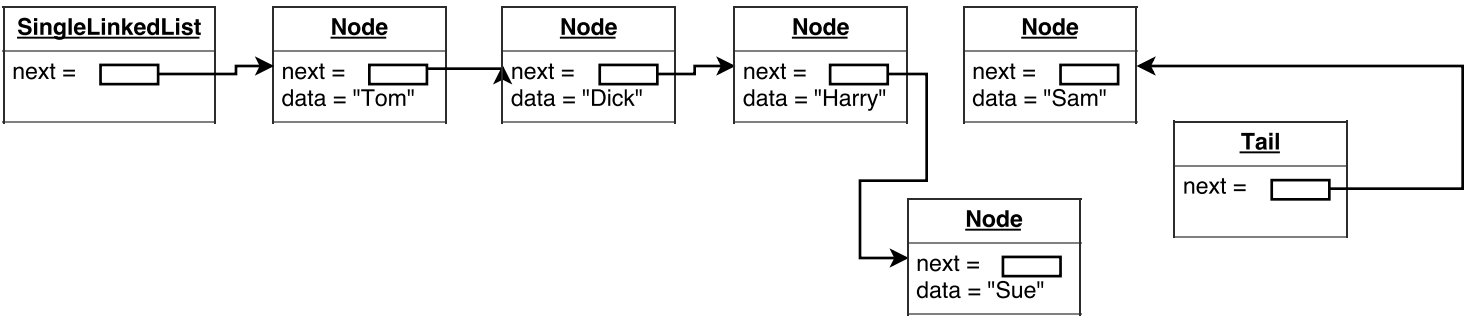 SingleLinkedList
next =
Node
next =
data = "Tom"
Node
next =
data = "Dick"
Node
next =
data = "Harry"
Node
next =
data = "Sam"
Tail
next =
Node
next =
data = "Sue"